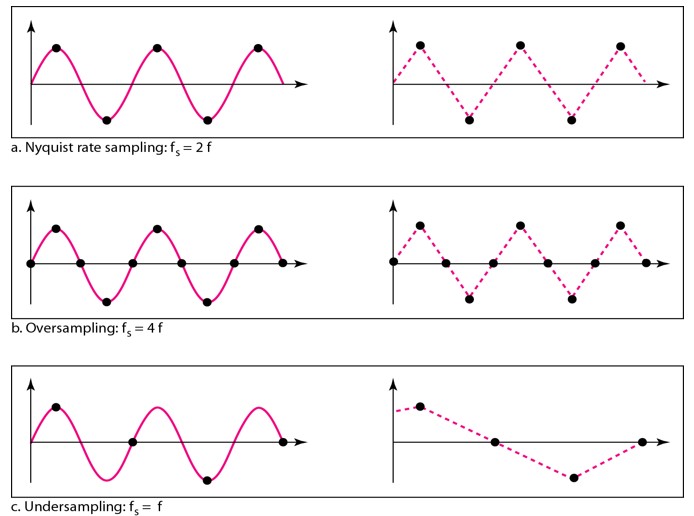 a. Nyquist rate sampling: fs = 2 f
b. Oversampling: fs = 4 f
c. Undersampling: fs = f